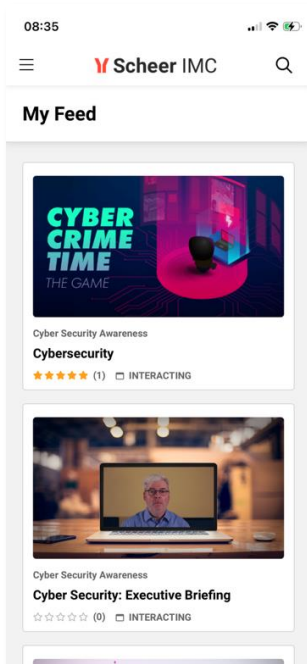 08:35
Scheer IMC
My Feed
CYBER
CRIME
TIME
THE GAME
Cyber Security Awareness
Cybersecurity
(1) INTERACTING
Cyber Security Awareness
Cyber Security: Executive Briefing
(0) INTERACTING